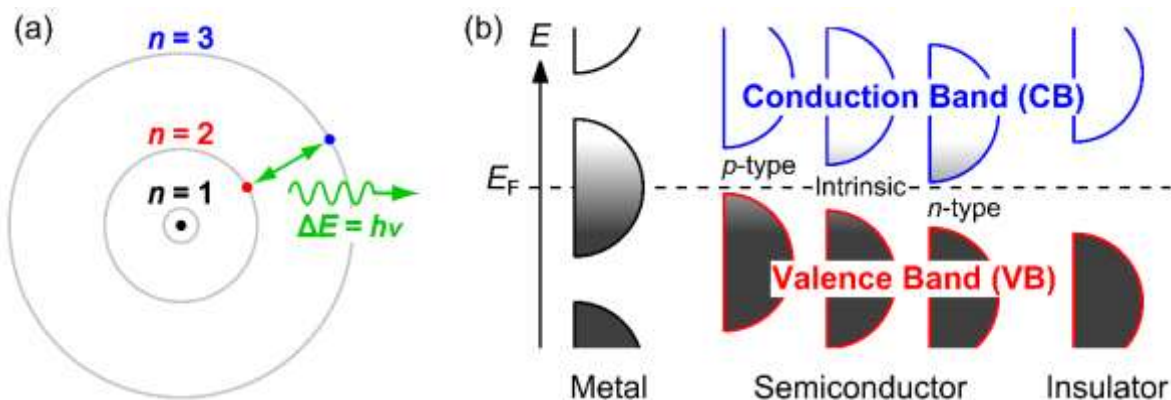 (a)
n = 3
n = 2
n = 1
ΔE = hν
(b)
E
E_F
Conduction Band (CB)
p-type
Intrinsic
n-type
Valence Band (VB)
Metal
Semiconductor
Insulator